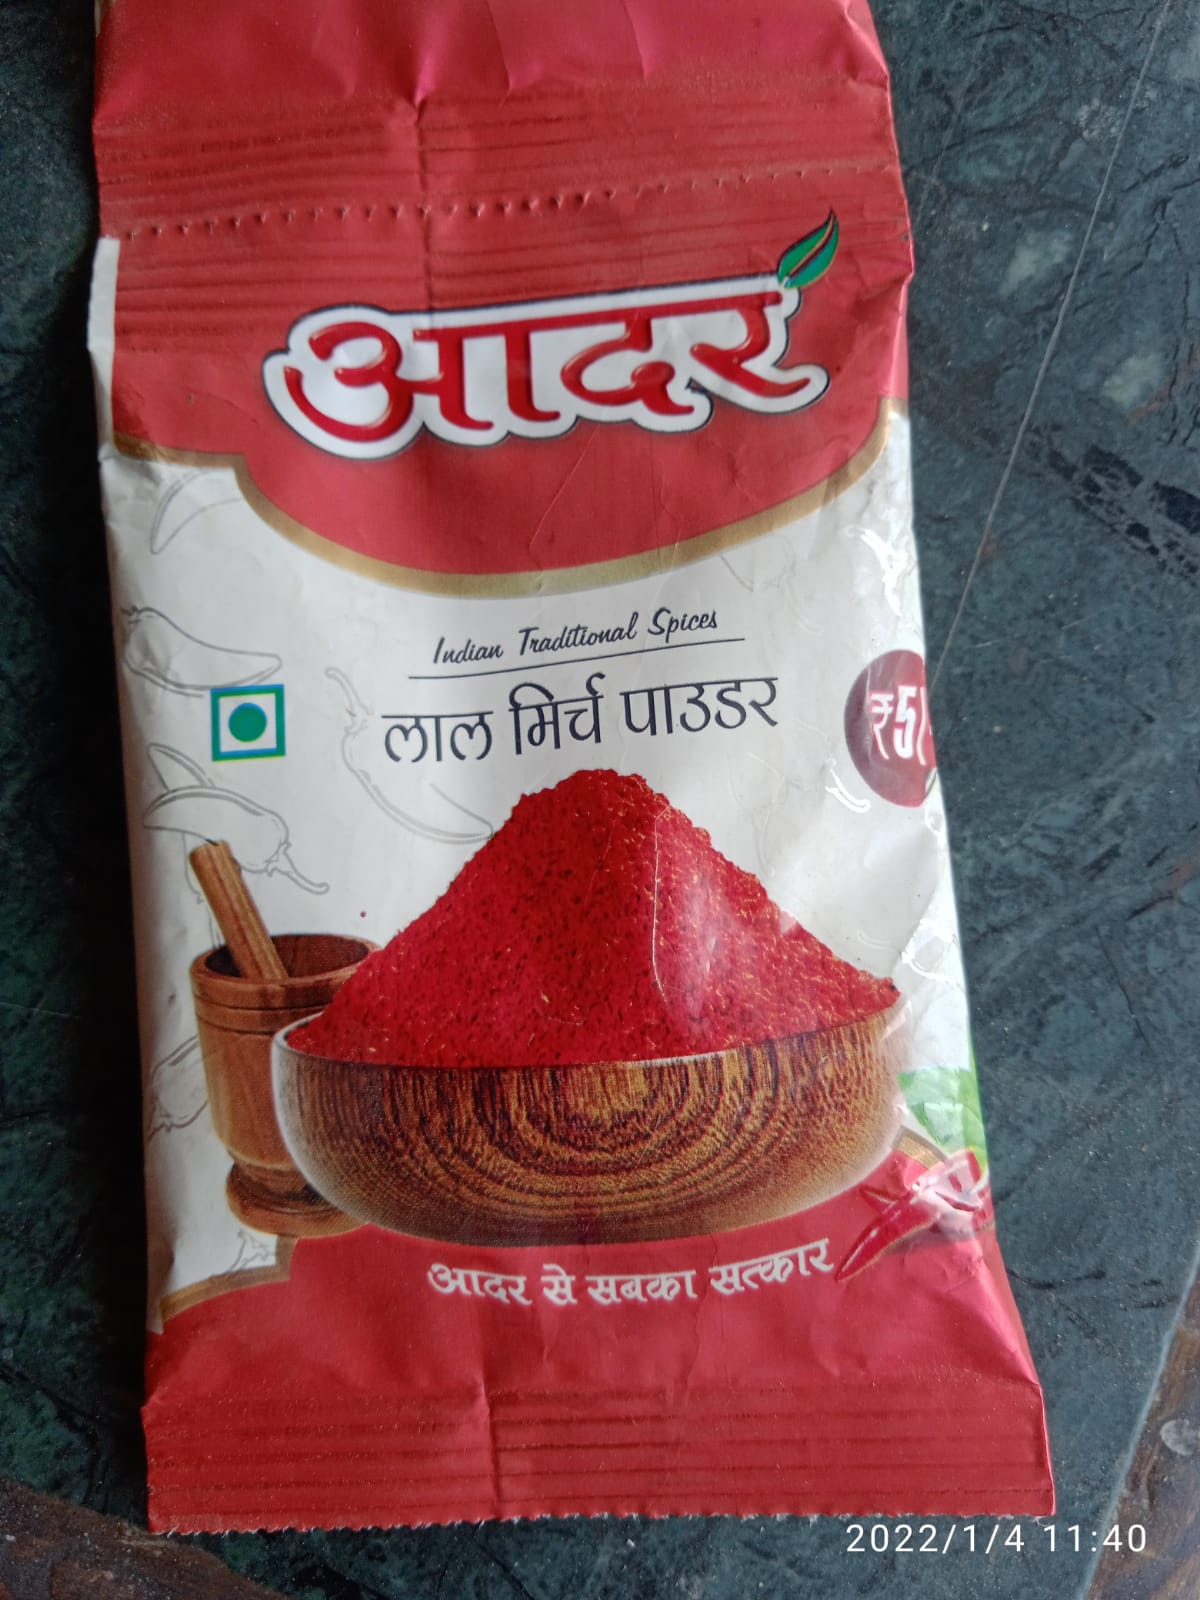 आदर
Indian Traditional Spices
लाल मिर्च पाउडर
₹5/-
आदर से सबका सत्कार
2022/1/4 11:40